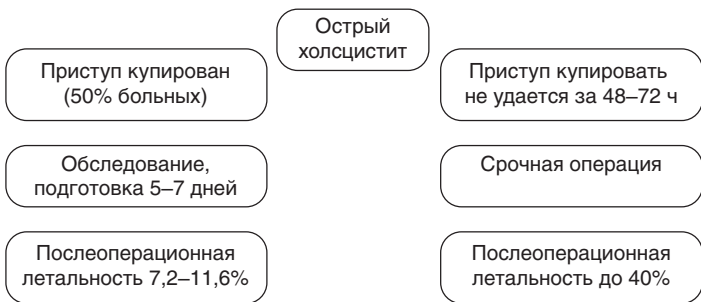 Острый
холсцистит
Приступ купирован
(50% больных)
Приступ купировать
не удается за 48–72 ч
Обследование,
подготовка 5–7 дней
Срочная операция
Послеоперационная
летальность 7,2–11,6%
Послеоперационная
летальность до 40%